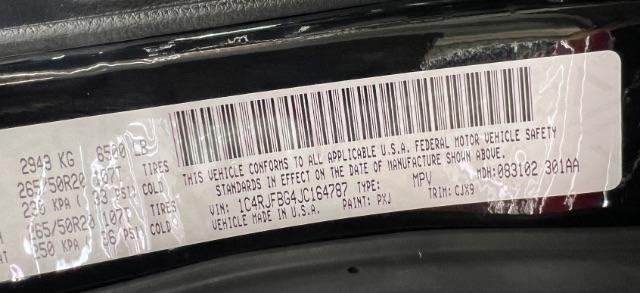 2949 KG 6500 LB
265/50R20 107T TIRES
230 KPA ( 33 PSI) COLD
265/50R20 107T TIRES
250 KPA 36 PSI COLD
THIS VEHICLE CONFORMS TO ALL APPLICABLE U.S.A. FEDERAL MOTOR VEHICLE SAFETY
STANDARDS IN EFFECT ON THE DATE OF MANUFACTURE SHOWN ABOVE.
VIN: 1C4RJFBG4JC164787 TYPE: MPV MDH:083102 301AA
VEHICLE MADE IN U.S.A. PAINT: PXJ TRIM: CJX9